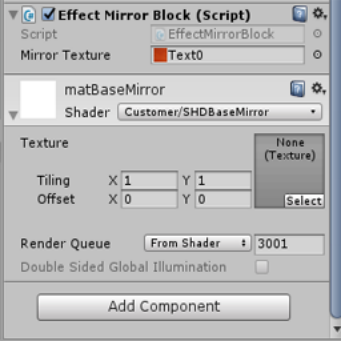 Effect Mirror Block (Script)
Script EffectMirrorBlock
Mirror Texture Text0
matBaseMirror
Shader Customer/SHDBaseMirror
Texture
None
(Texture)
Tiling X 1 Y 1
Offset X 0 Y 0
Select
Render Queue From Shader 3001
Double Sided Global Illumination
Add Component